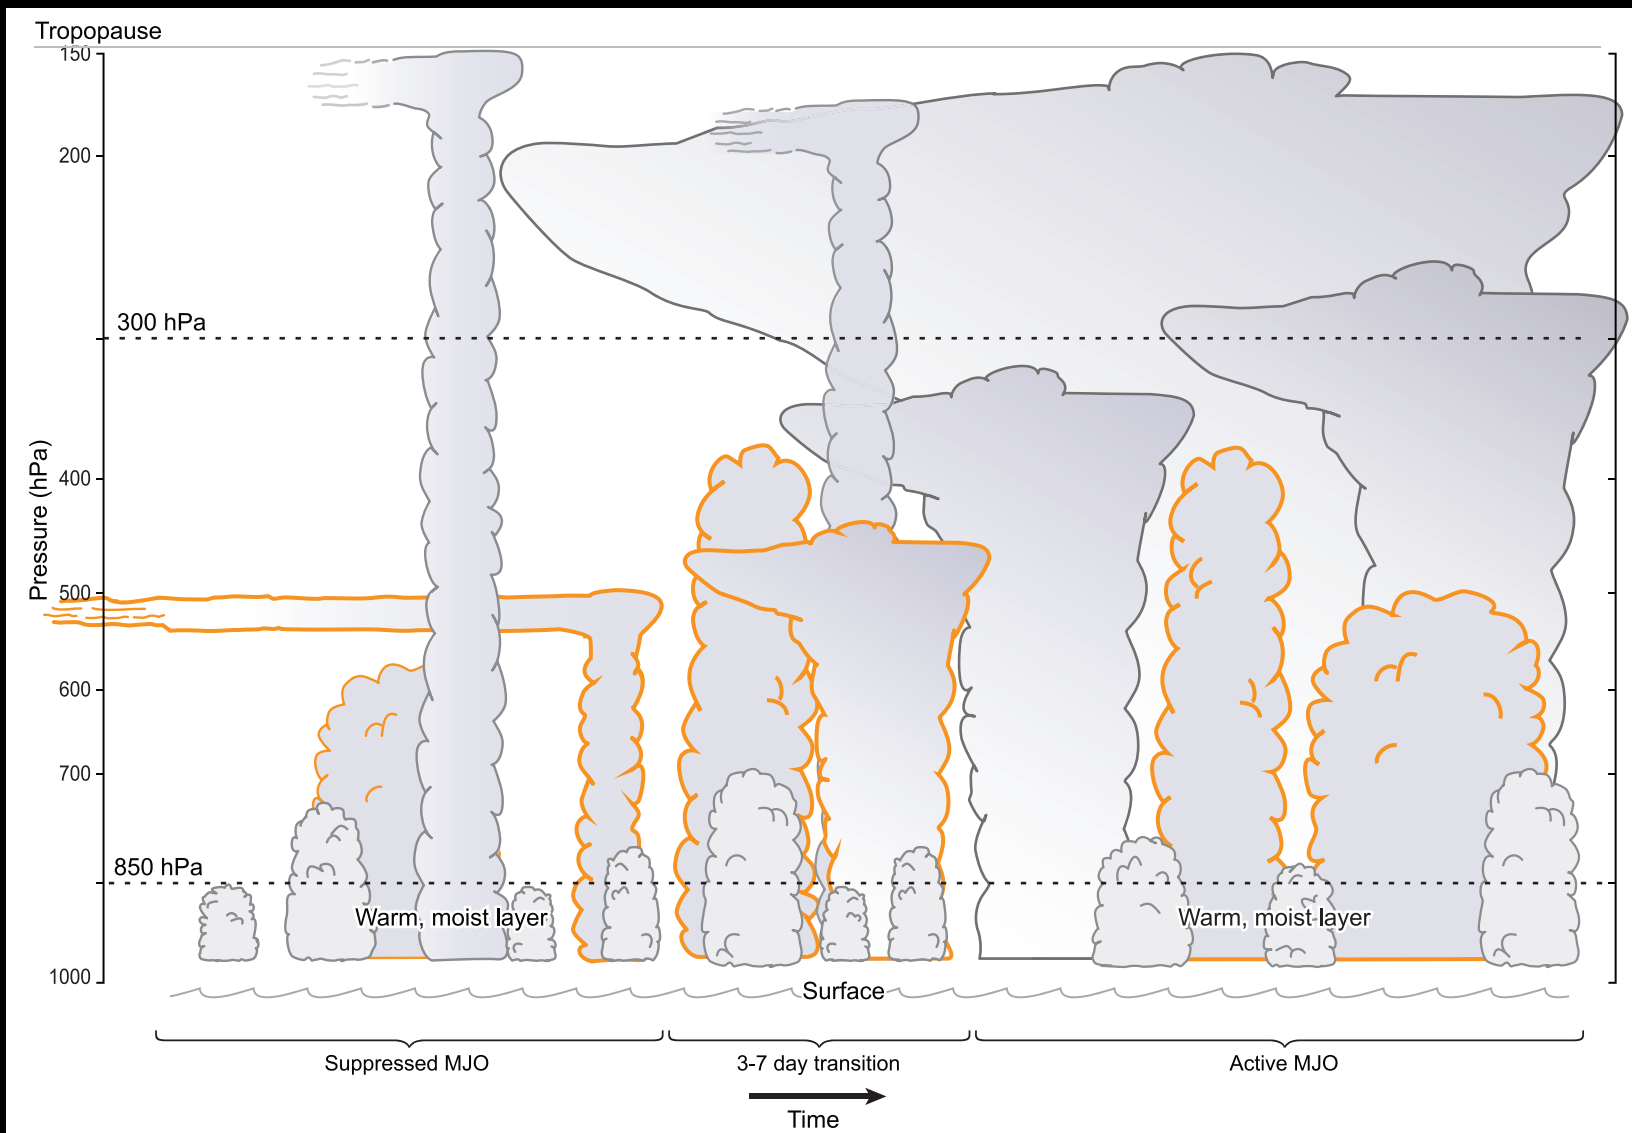 Tropopause
150
200
300 hPa
400
500
600
700
850 hPa
1000
Pressure (hPa)
Warm, moist layer
Warm, moist layer
Surface
Suppressed MJO
3-7 day transition
Active MJO
Time